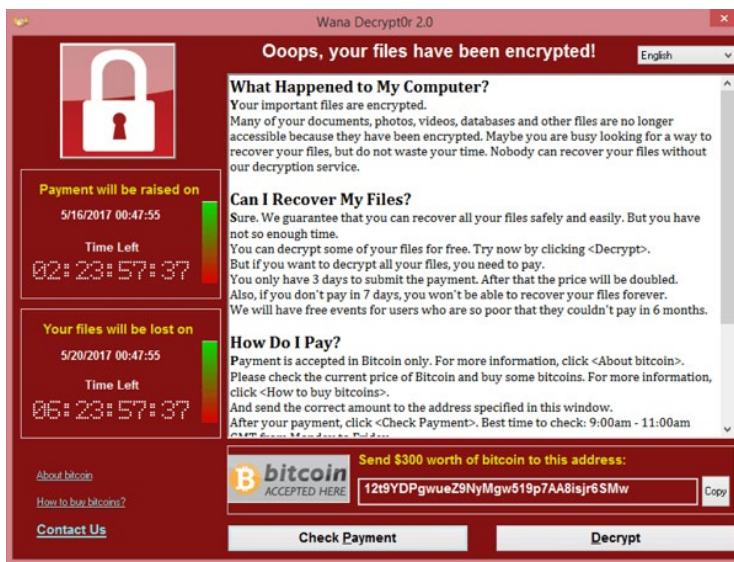 Wana Decrypt0r 2.0
Ooops, your files have been encrypted!
English
What Happened to My Computer?
Your important files are encrypted.
Many of your documents, photos, videos, databases and other files are no longer
accessible because they have been encrypted. Maybe you are busy looking for a way to
recover your files, but do not waste your time. Nobody can recover your files without
our decryption service.
Can I Recover My Files?
Sure. We guarantee that you can recover all your files safely and easily. But you have
not so enough time.
You can decrypt some of your files for free. Try now by clicking <Decrypt>.
But if you want to decrypt all your files, you need to pay.
You only have 3 days to submit the payment. After that the price will be doubled.
Also, if you don't pay in 7 days, you won't be able to recover your files forever.
We will have free events for users who are so poor that they couldn't pay in 6 months.
How Do I Pay?
Payment is accepted in Bitcoin only. For more information, click <About bitcoin>.
Please check the current price of Bitcoin and buy some bitcoins. For more information,
click <How to buy bitcoins>.
And send the correct amount to the address specified in this window.
After your payment, click <Check Payment>. Best time to check: 9:00am - 11:00am
GMT from Monday to Friday
Payment will be raised on
5/16/2017 00:47:55
Time Left
02:23:57:37
Your files will be lost on
5/20/2017 00:47:55
Time Left
06:23:57:37
About bitcoin
How to buy bitcoins?
Contact Us
bitcoin
ACCEPTED HERE
Send $300 worth of bitcoin to this address:
12t9YDPgwueZ9NyMgw519p7AA8isjr6SMw
Copy
Check Payment
Decrypt